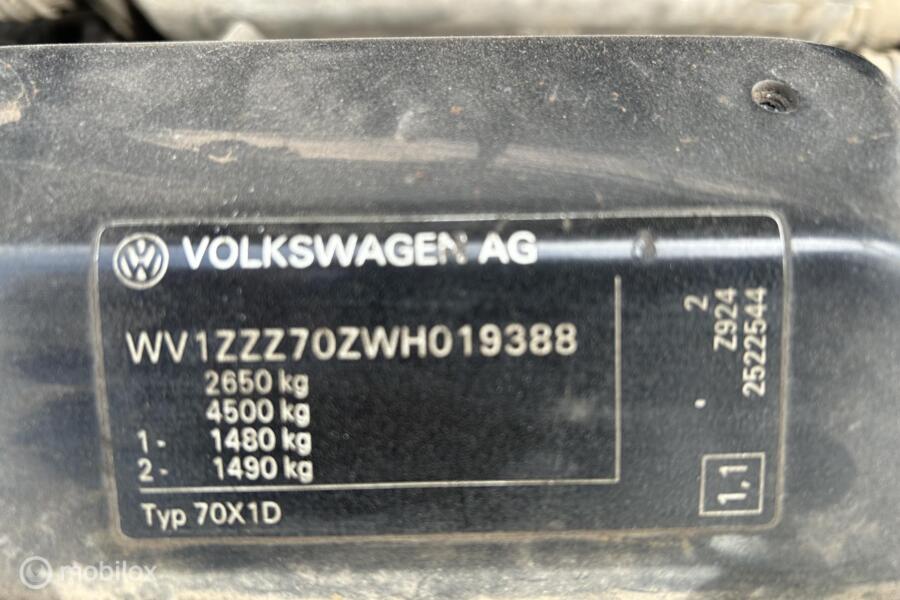 VOLKSWAGEN AG
WV1ZZZ70ZWH019388
2650 kg
4500 kg
1- 1480 kg
2- 1490 kg
Typ 70X1D
2
Z924
2522544
1,1
mobilox